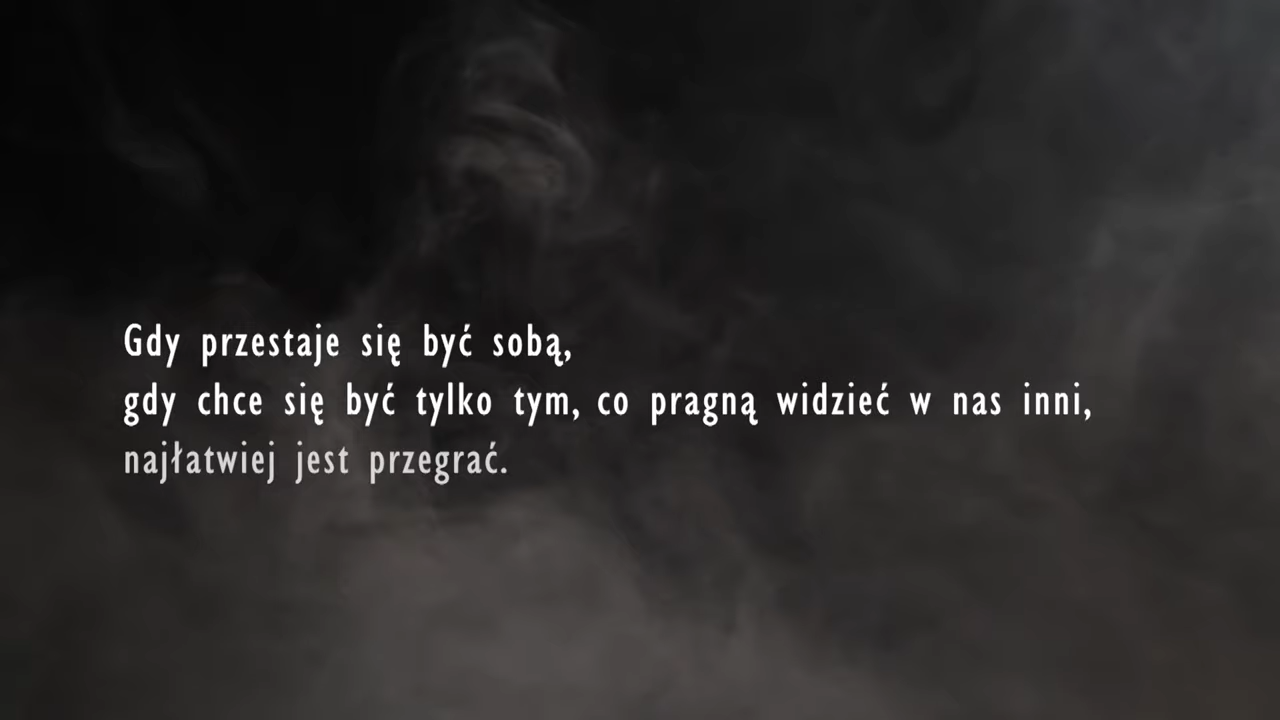 Gdy przestaje się być sobą,
gdy chce się być tylko tym, co pragną widzieć w nas inni,
najłatwiej jest przegrać.